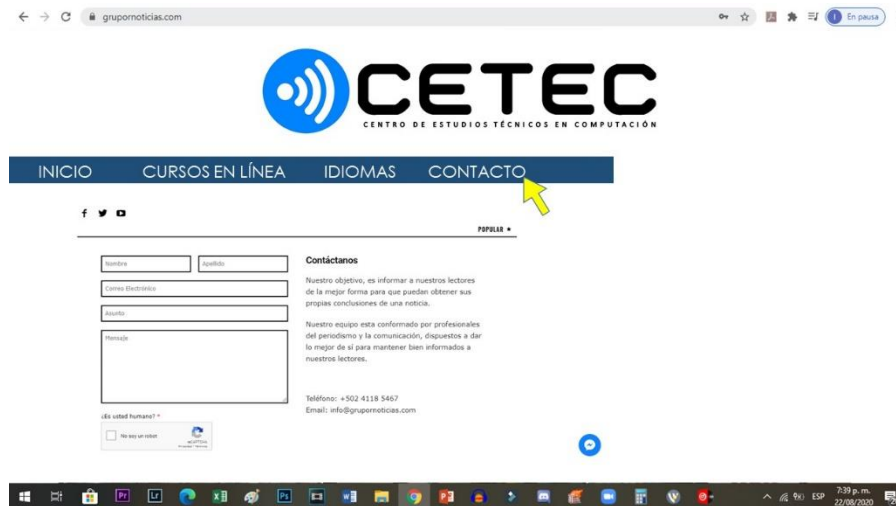 grupornoticias.com
En pausa
CETEC
CENTRO DE ESTUDIOS TÉCNICOS EN COMPUTACIÓN
INICIO CURSOS EN LÍNEA IDIOMAS CONTACTO
POPULAR
Nombre Apellido
Correo Electrónico
Asunto
Mensaje
¿Es usted humano? *
No soy un robot
reCAPTCHA
Contáctanos
Nuestro objetivo, es informar a nuestros lectores
de la mejor forma para que puedan obtener sus
propias conclusiones de una noticia.
Nuestro equipo esta conformado por profesionales
del periodismo y la comunicación, dispuestos a dar
lo mejor de sí para mantener bien informados a
nuestros lectores.
Teléfono: +502 4118 5467
Email: info@grupornoticias.com
Pr Lr Ps
ESP
7:39 p. m.
22/08/2020